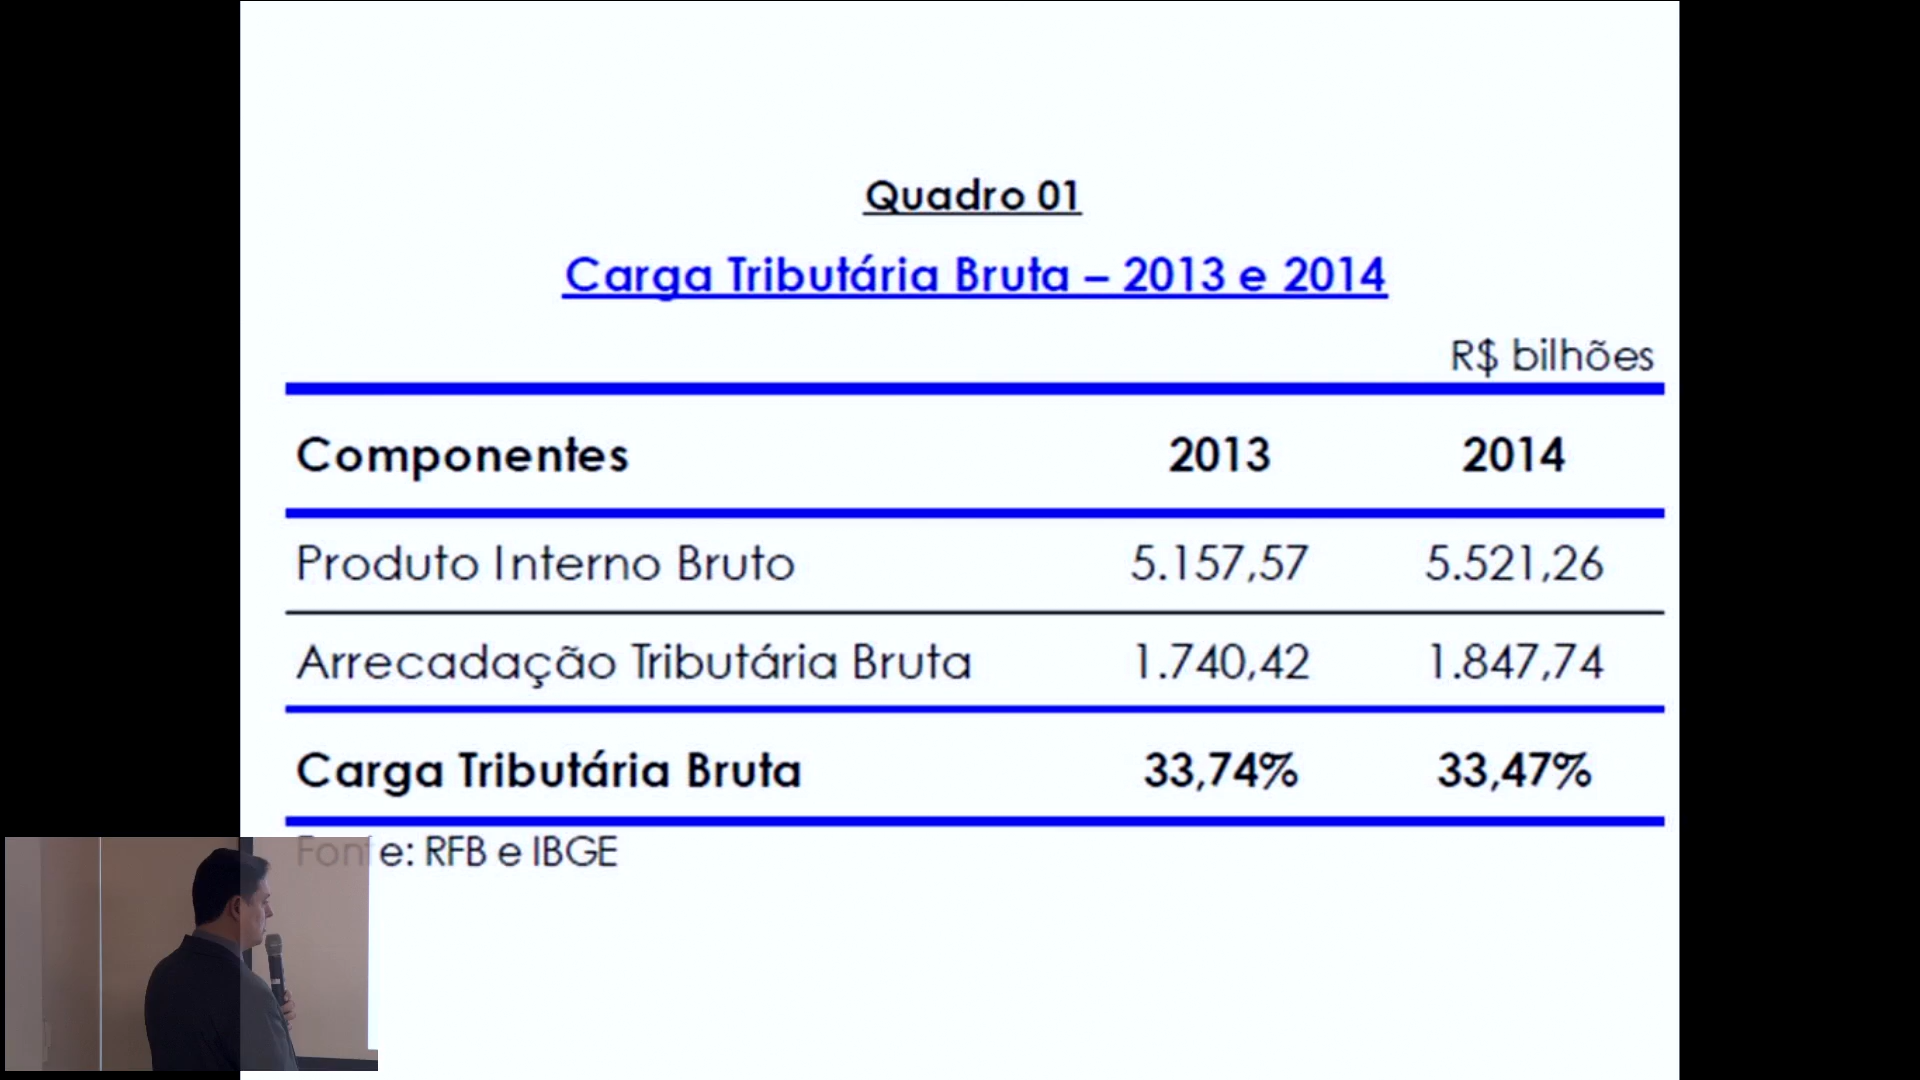 Quadro 01
Carga Tributária Bruta – 2013 e 2014
R$ bilhões
Componentes 2013 2014
Produto Interno Bruto 5.157,57 5.521,26
Arrecadação Tributária Bruta 1.740,42 1.847,74
Carga Tributária Bruta 33,74% 33,47%
Fonte: RFB e IBGE